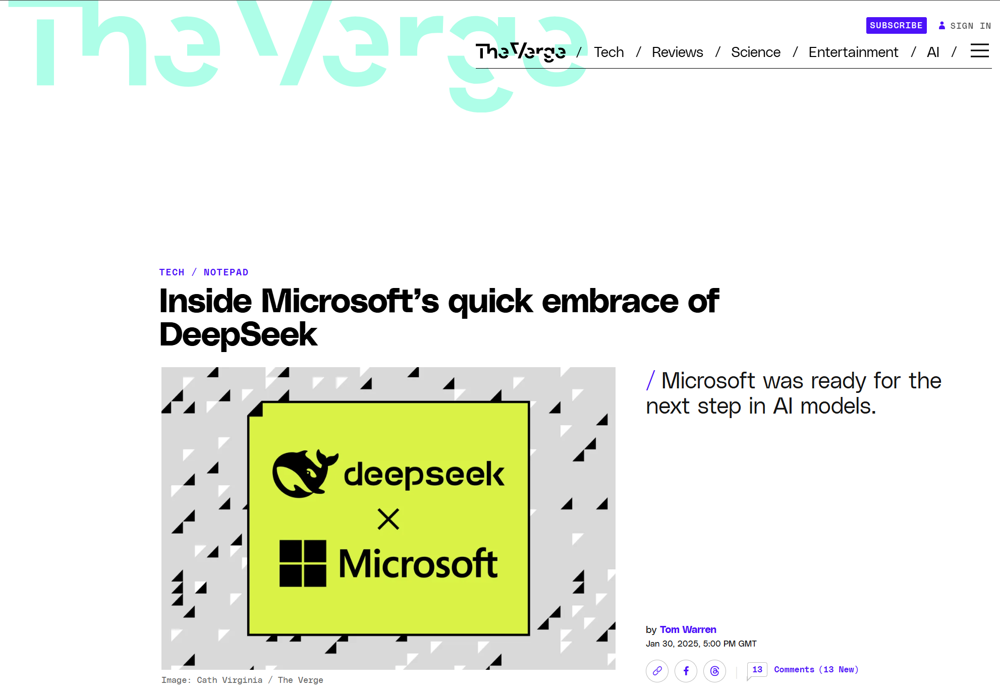 The Verge
SUBSCRIBE SIGN IN
The Verge / Tech / Reviews / Science / Entertainment / AI /
TECH / NOTEPAD
Inside Microsoft’s quick embrace of
DeepSeek
deepseek
×
Microsoft
Image: Cath Virginia / The Verge
/ Microsoft was ready for the
next step in AI models.
by Tom Warren
Jan 30, 2025, 5:00 PM GMT
13 Comments (13 New)